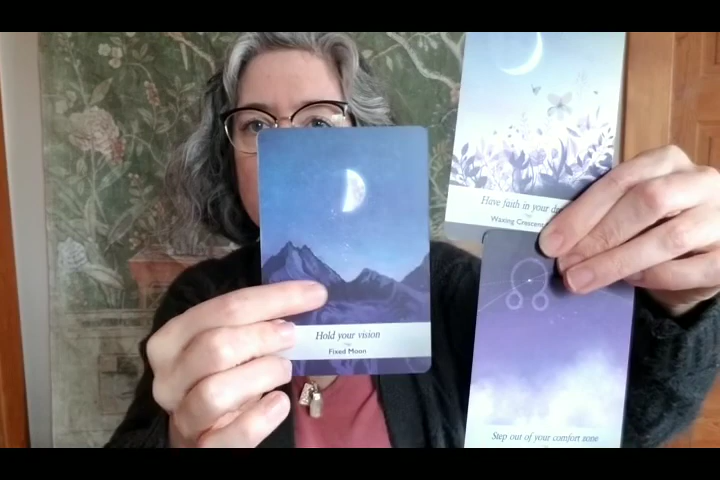 Hold your vision
Fixed Moon
Have faith in your
Waxing Crescent
Step out of your comfort zone